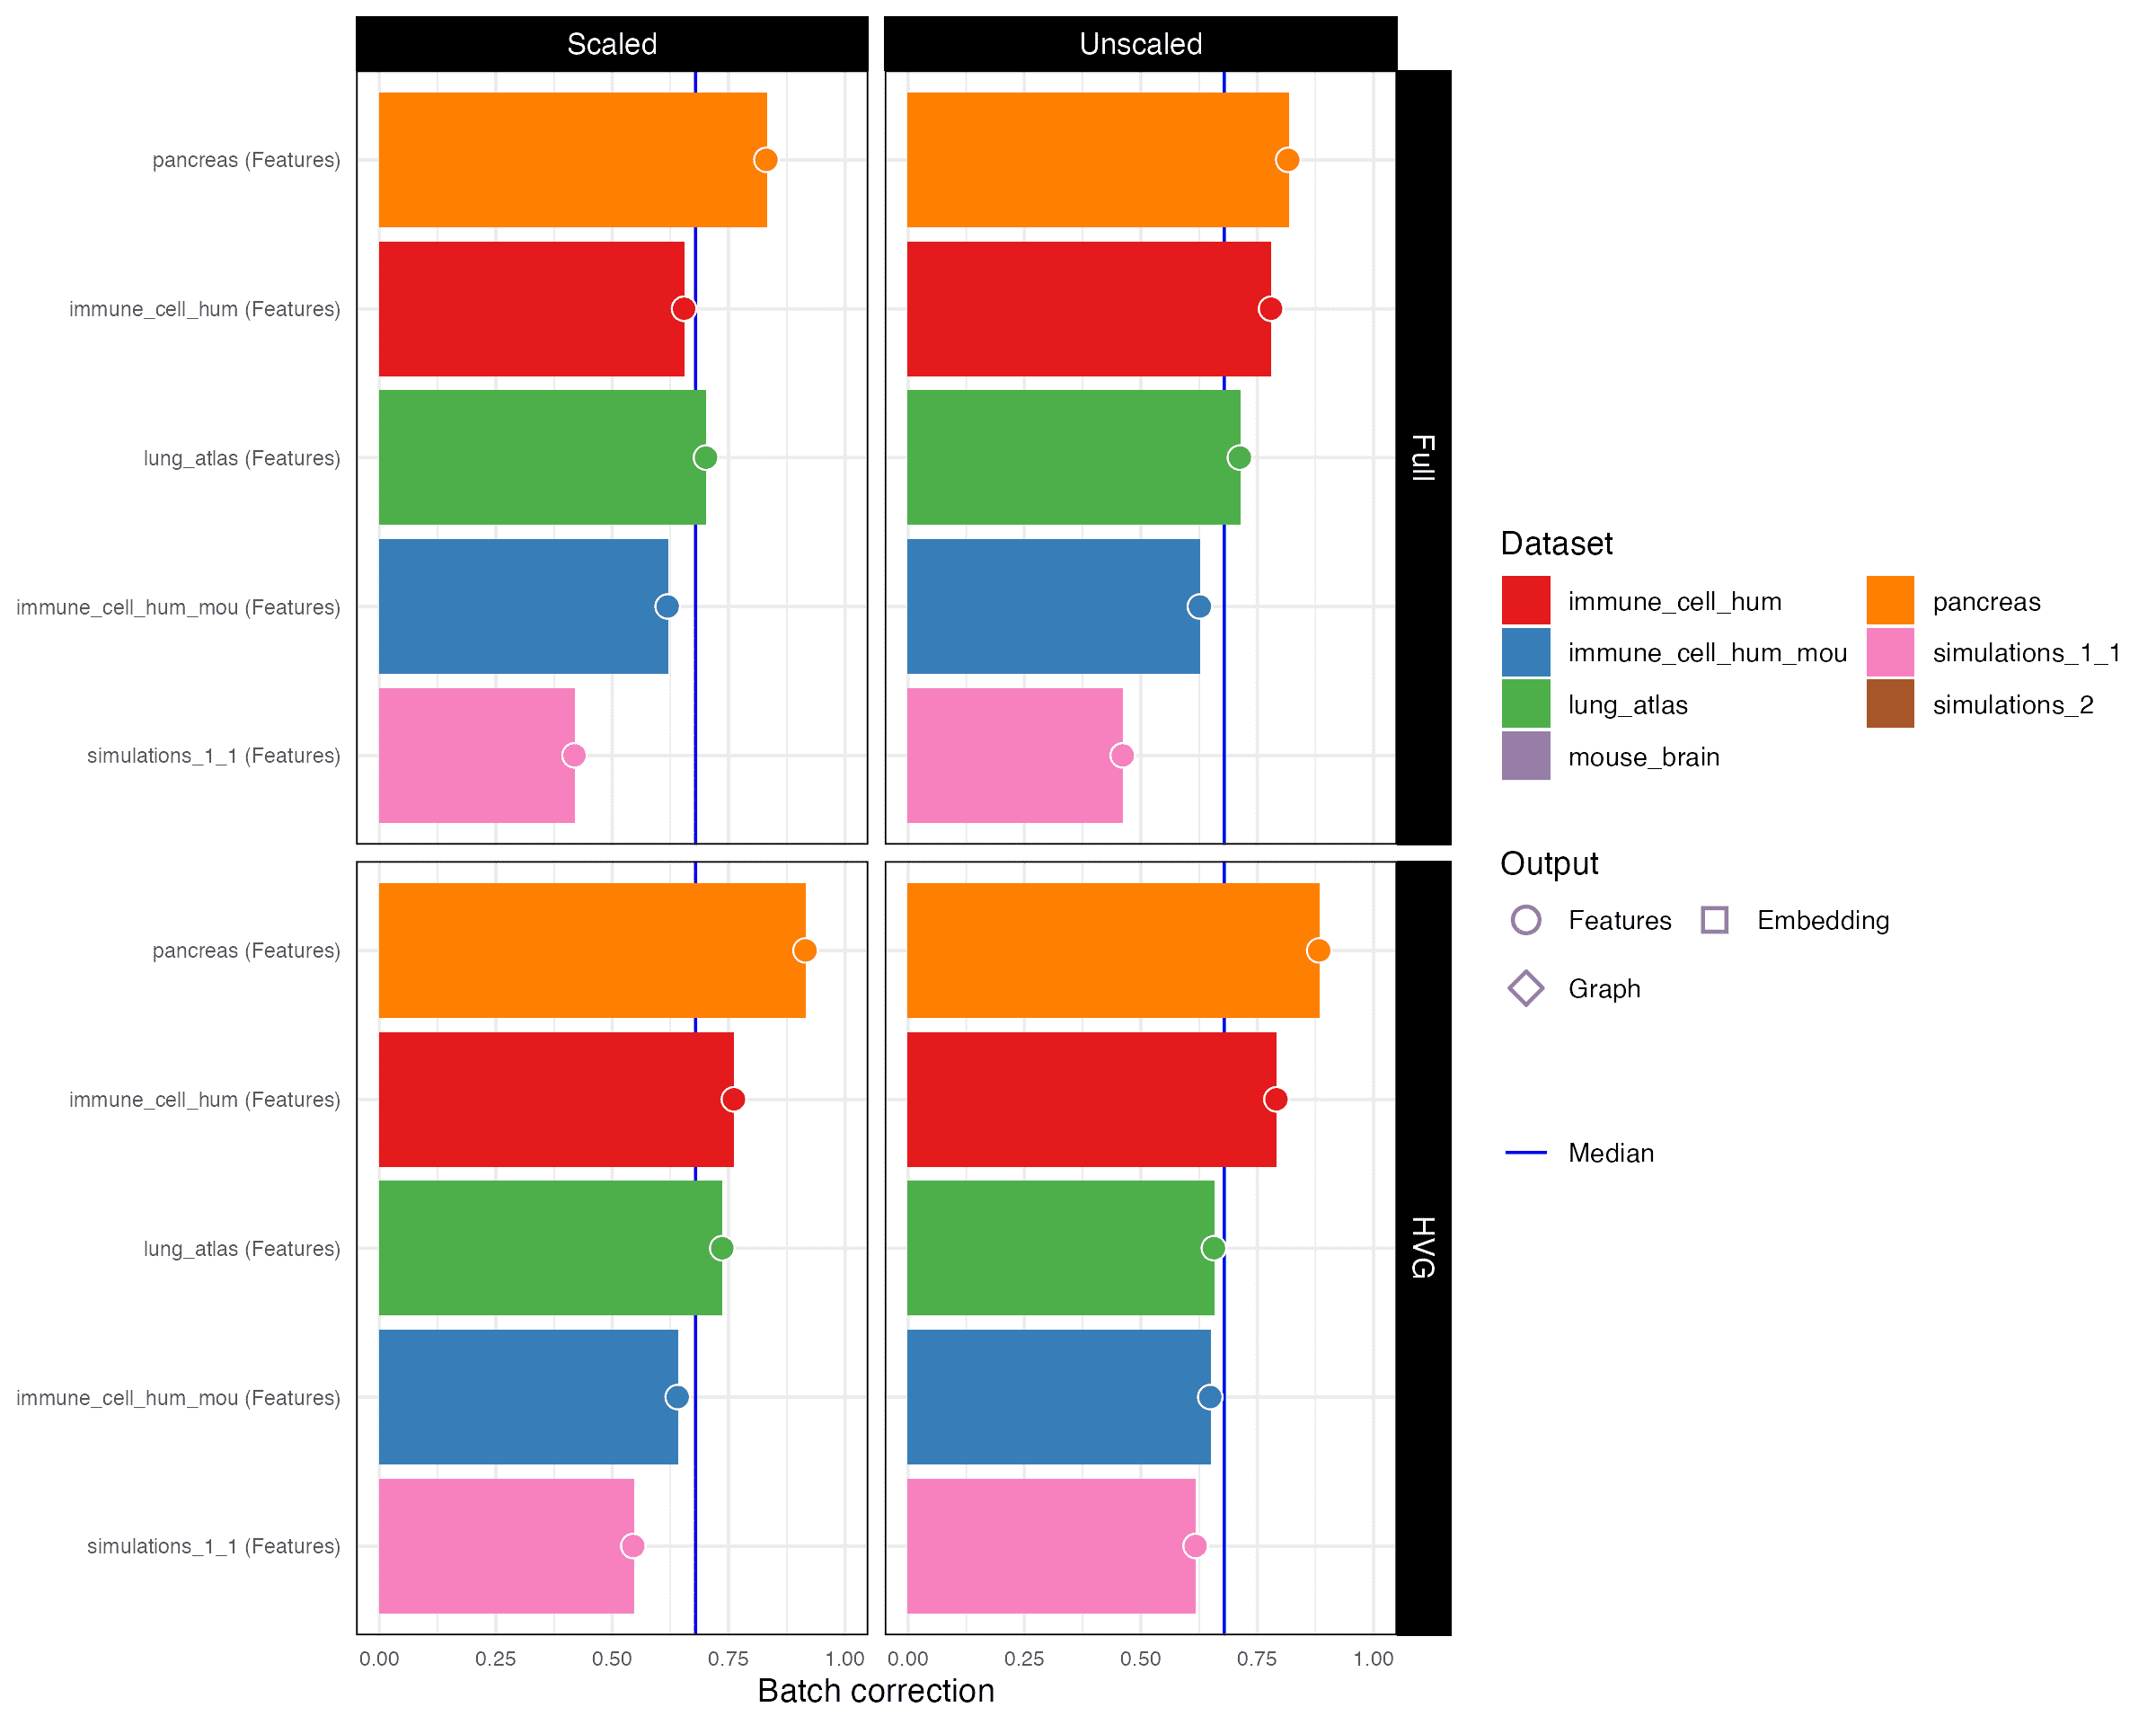 Scaled
Unscaled
Full
pancreas (Features)
immune_cell_hum (Features)
lung_atlas (Features)
immune_cell_hum_mou (Features)
simulations_1_1 (Features)
HVG
pancreas (Features)
immune_cell_hum (Features)
lung_atlas (Features)
immune_cell_hum_mou (Features)
simulations_1_1 (Features)
0.00 0.25 0.50 0.75 1.00
0.00 0.25 0.50 0.75 1.00
Batch correction
Dataset
immune_cell_hum
immune_cell_hum_mou
lung_atlas
mouse_brain
pancreas
simulations_1_1
simulations_2
Output
Features
Embedding
Graph
Median